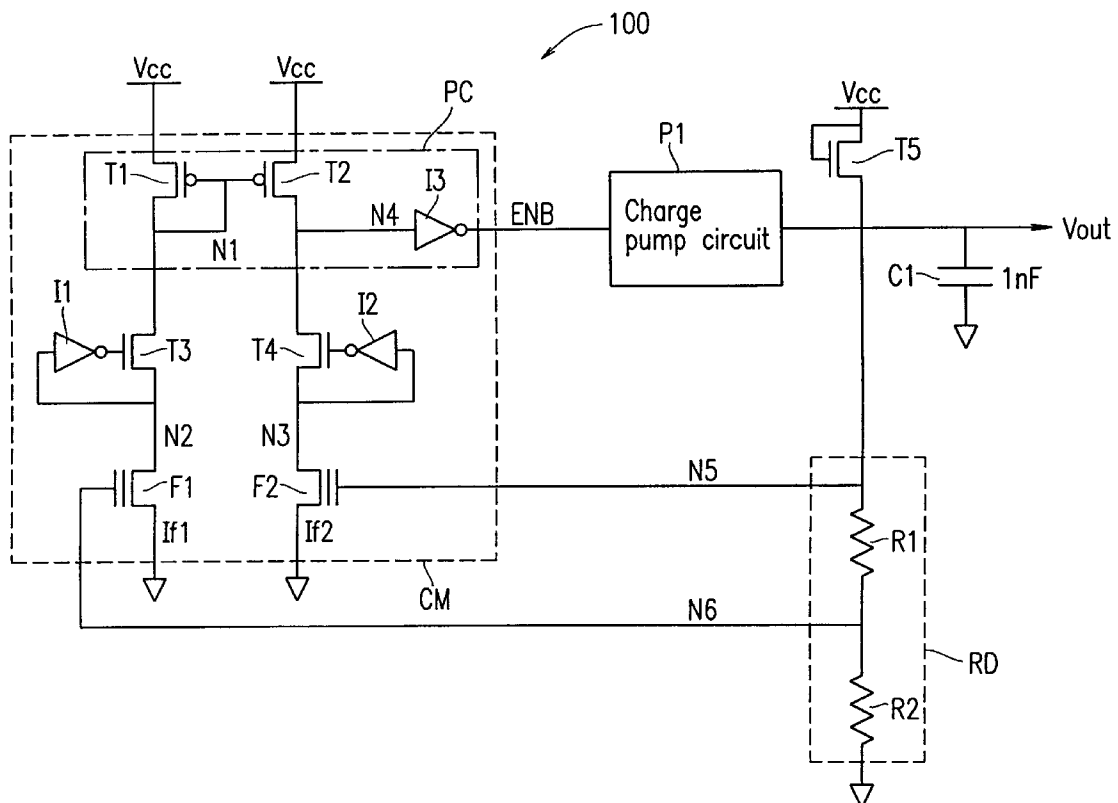 100
Vcc
Vcc
PC
Vcc
T1
T2
I3
P1
T5
N4
ENB
Charge
pump circuit
Vout
N1
C1
1nF
I1
I2
T3
T4
N2
N3
F1
F2
N5
If1
If2
R1
CM
N6
RD
R2